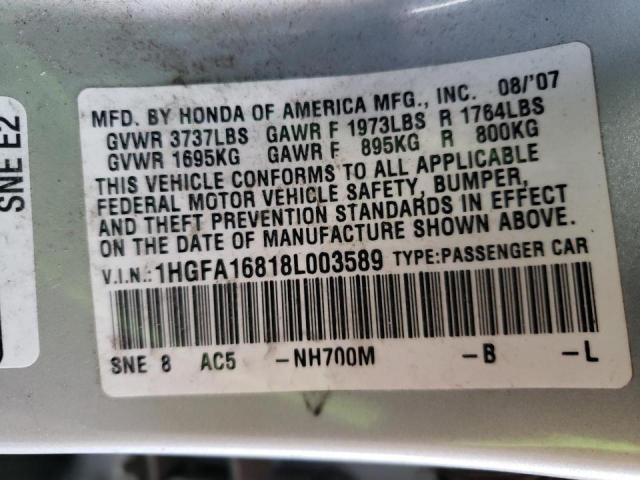 MFD. BY HONDA OF AMERICA MFG., INC. 08/'07
GVWR 3737LBS GAWR F 1973LBS R 1764LBS
GVWR 1695KG GAWR F 895KG R 800KG
THIS VEHICLE CONFORMS TO ALL APPLICABLE
FEDERAL MOTOR VEHICLE SAFETY, BUMPER,
AND THEFT PREVENTION STANDARDS IN EFFECT
ON THE DATE OF MANUFACTURE SHOWN ABOVE.
V.I.N.:1HGFA16818L003589 TYPE:PASSENGER CAR
SNE 8 AC5 -NH700M -B -L
SNE E2